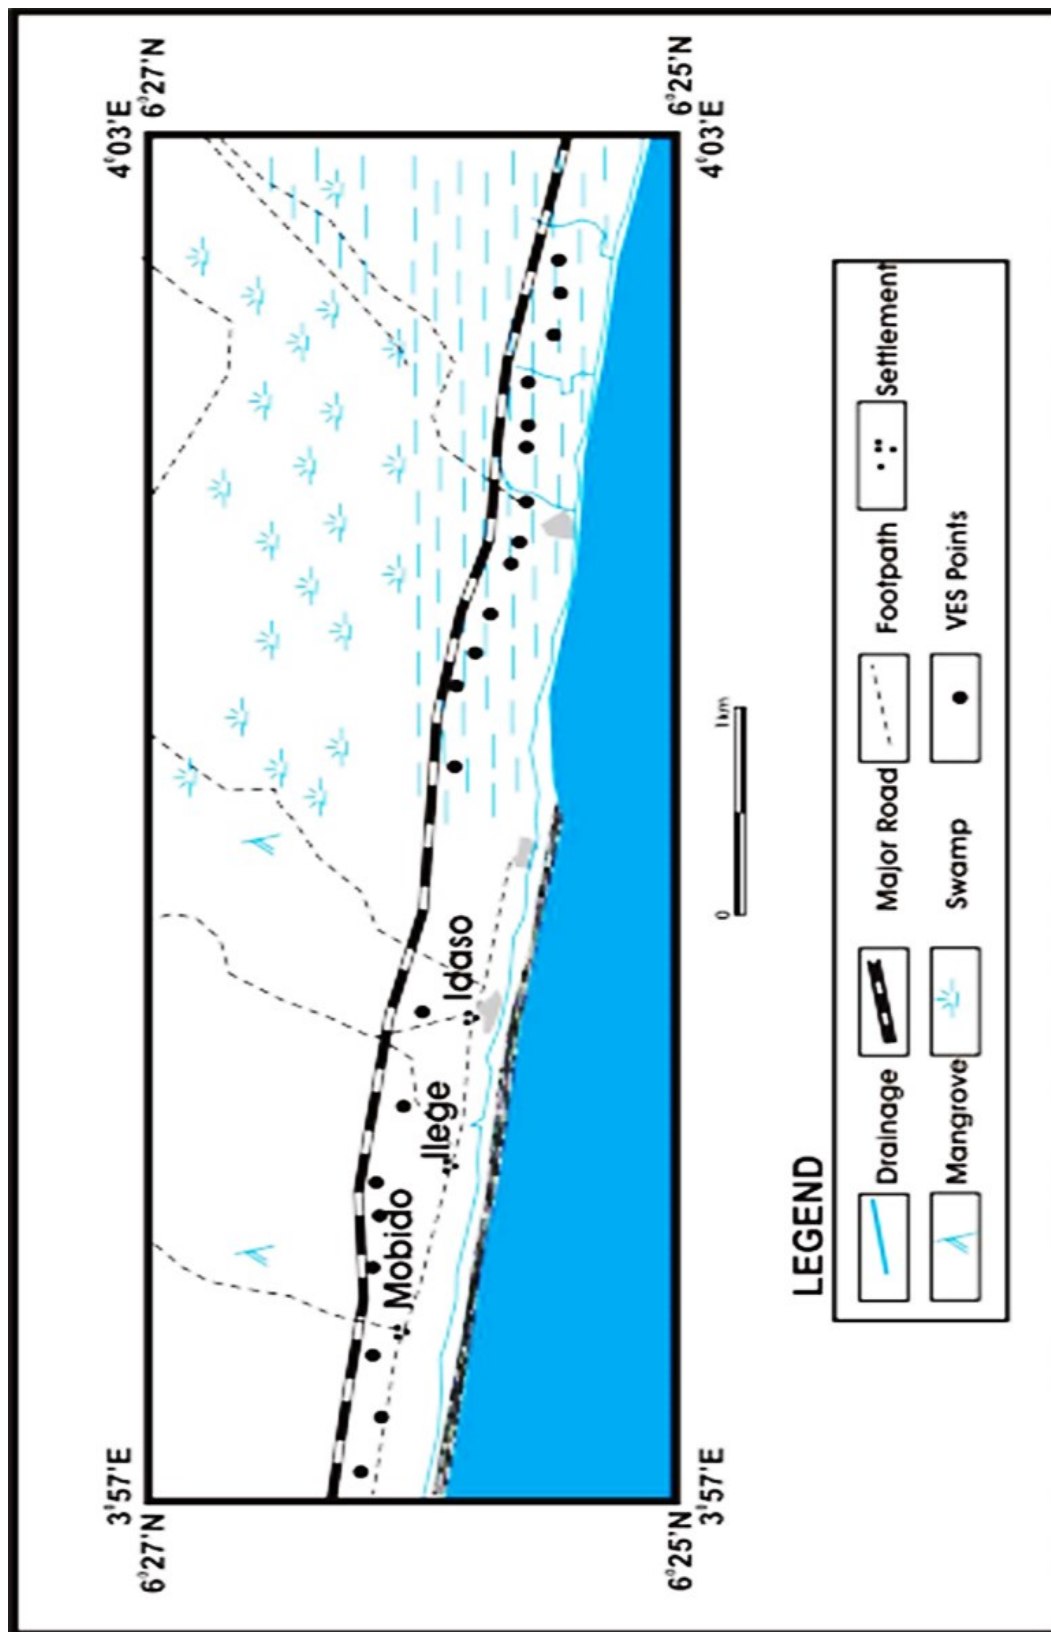 4°03'E
6°27'N
6°25'N
4°03'E
Mobido
Ilege
Idaso
3°57'E
6°27'N
6°25'N
3°57'E
0
1km
LEGEND
Drainage
Major Road
Footpath
Settlement
Mangrove
Swamp
VES Points